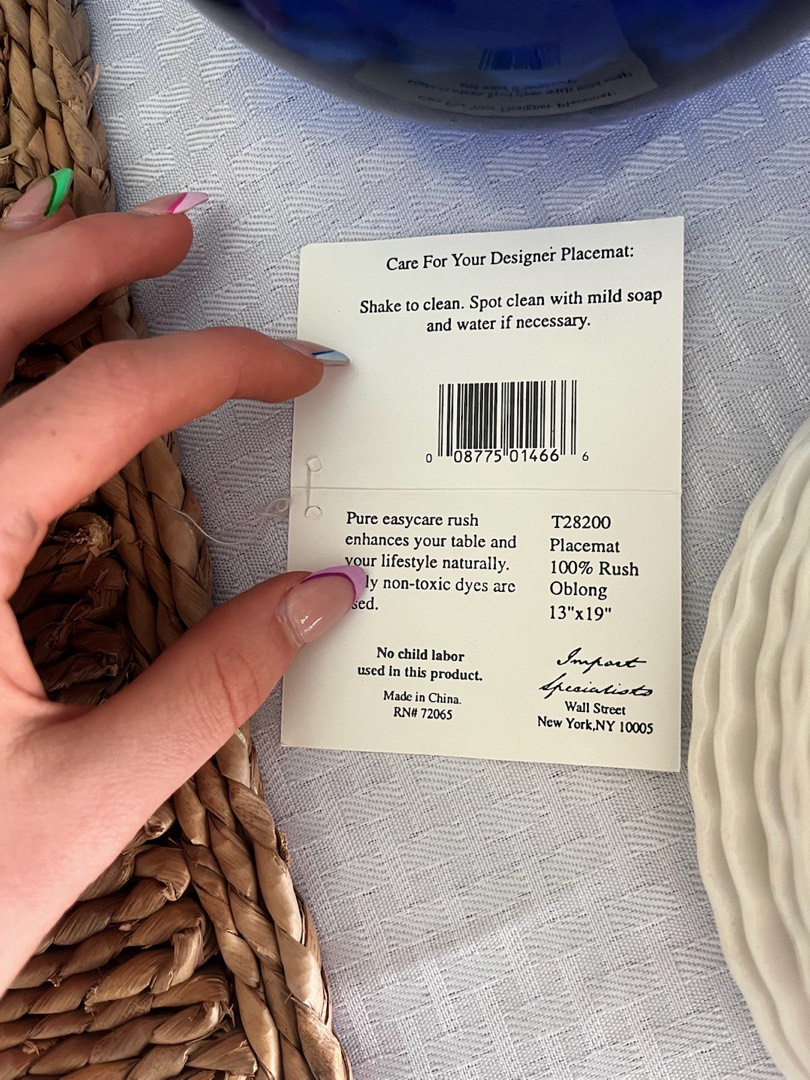 Care For Your Designer Placemat:
Shake to clean. Spot clean with mild soap
and water if necessary.
0 08775 01466 6
Pure easycare rush
enhances your table and
your lifestyle naturally.
ly non-toxic dyes are
sed.
No child labor
used in this product.
Made in China.
RN# 72065
T28200
Placemat
100% Rush
Oblong
13"x19"
Import
Specialists
Wall Street
New York,NY 10005